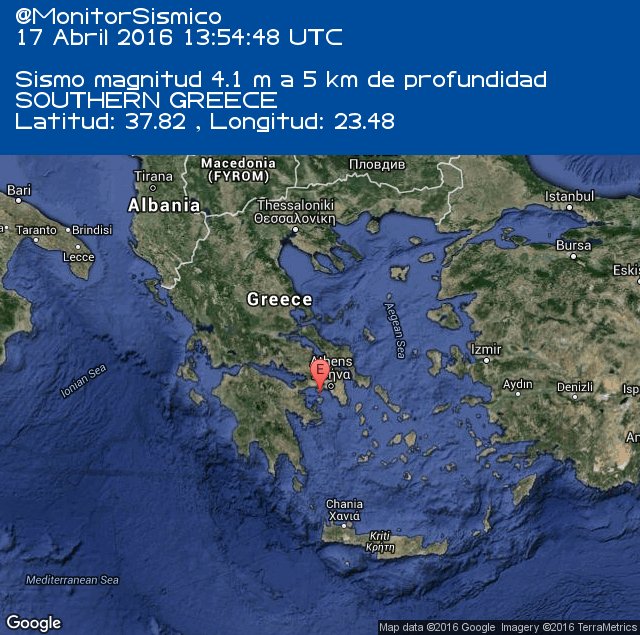 @MonitorSismico
17 Abril 2016 13:54:48 UTC
Sismo magnitud 4.1 m a 5 km de profundidad
SOUTHERN GREECE
Latitud: 37.82 , Longitud: 23.48
Macedonia
(FYROM)
Пловдив
Tirana
Bari
Albania
Thessaloniki
Θεσσαλονίκη
Istanbul
Taranto
Brindisi
Lecce
Bursa
Eskiş
Greece
Aegean Sea
Izmir
Athens
Ionian Sea
E
Aydın
Denizli
Isp
An
Chania
Χανιά
Kriti
Κρήτη
Mediterranean Sea
Google
Map data ©2016 Google Imagery ©2016 TerraMetrics